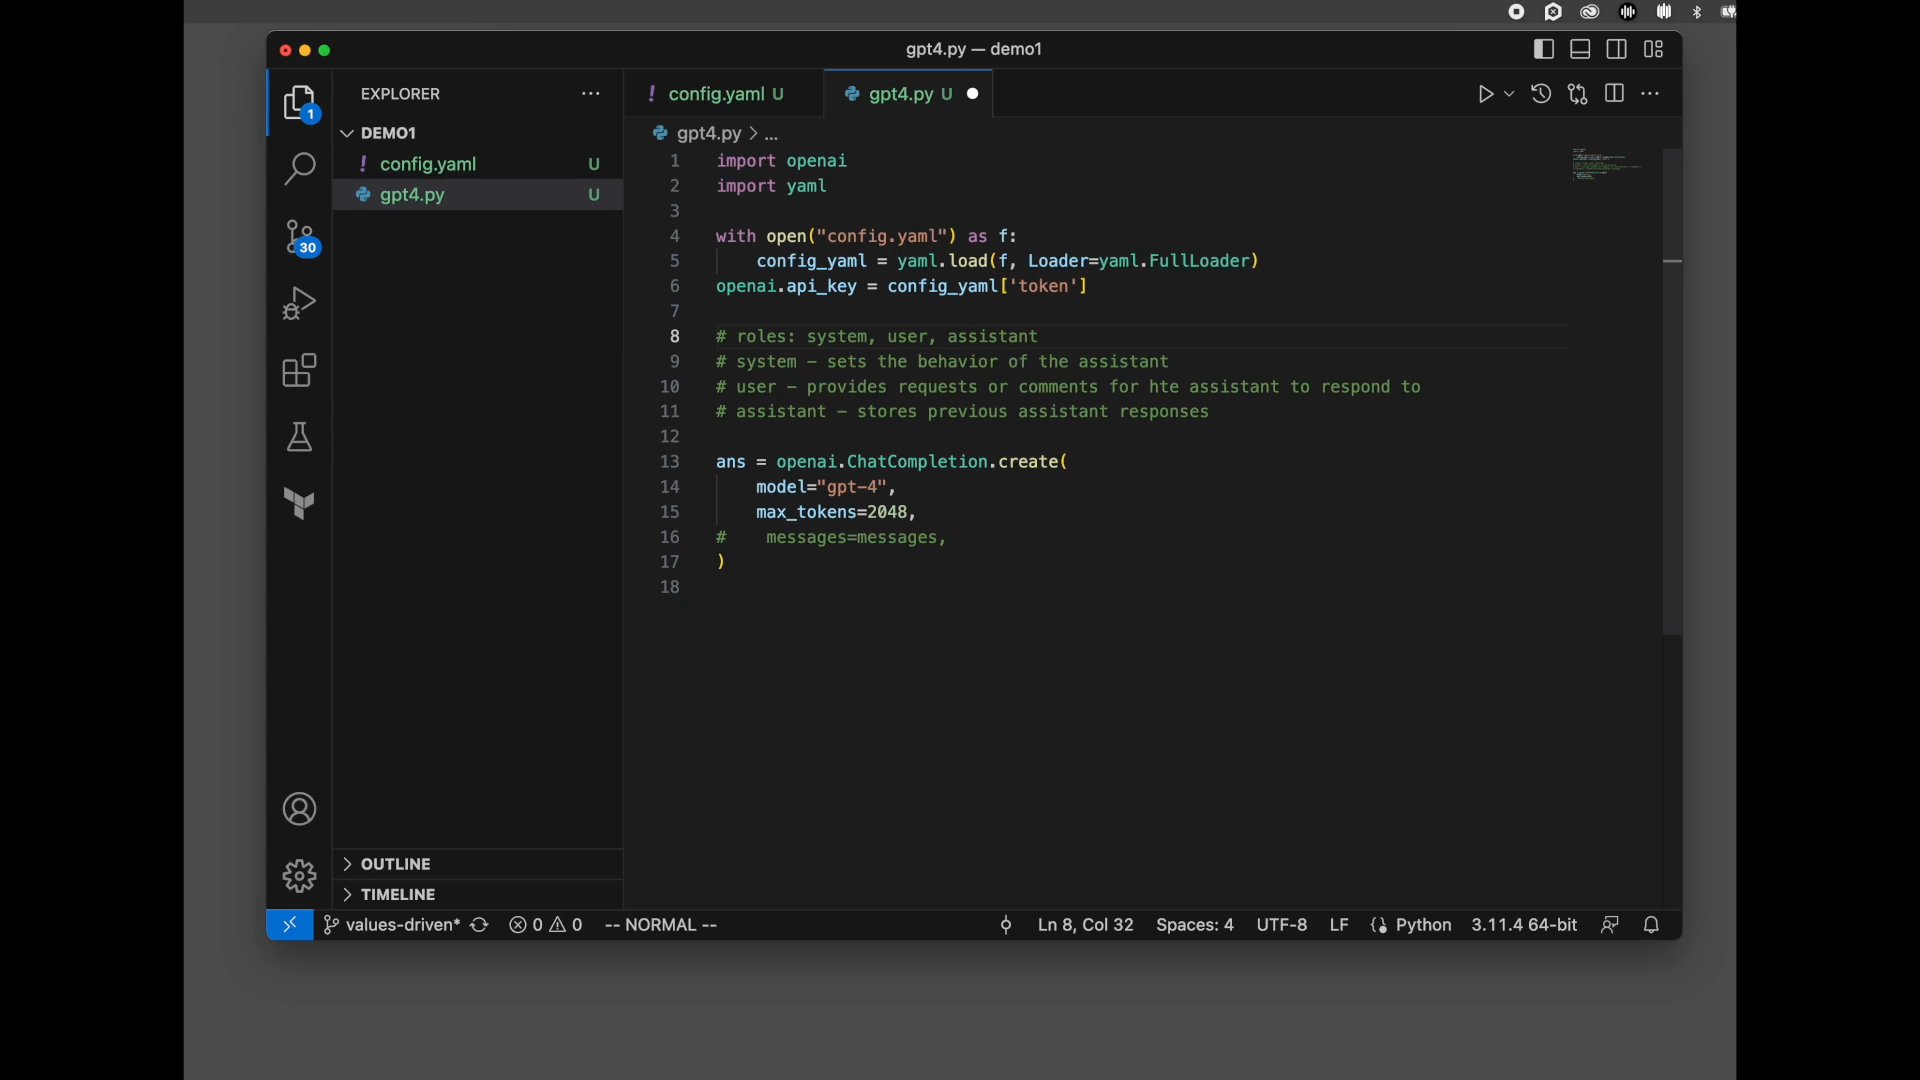 gpt4.py — demo1
EXPLORER
! config.yaml U
gpt4.py U
1
DEMO1
gpt4.py > ...
! config.yaml U
gpt4.py U
30
1 import openai
2 import yaml
3
4 with open("config.yaml") as f:
5 config_yaml = yaml.load(f, Loader=yaml.FullLoader)
6 openai.api_key = config_yaml['token']
7
8 # roles: system, user, assistant
9 # system – sets the behavior of the assistant
10 # user – provides requests or comments for hte assistant to respond to
11 # assistant – stores previous assistant responses
12
13 ans = openai.ChatCompletion.create(
14 model="gpt-4",
15 max_tokens=2048,
16 # messages=messages,
17 )
18
OUTLINE
TIMELINE
values-driven* 0 0 -- NORMAL -- Ln 8, Col 32 Spaces: 4 UTF-8 LF Python 3.11.4 64-bit